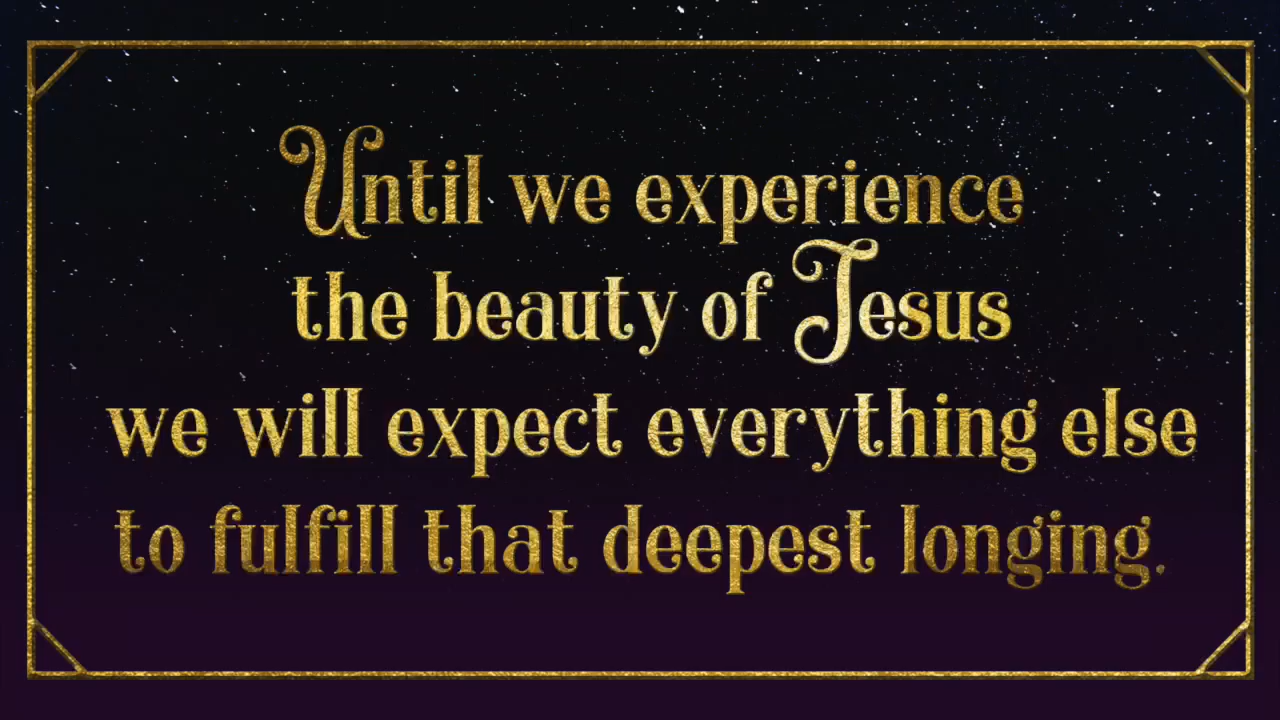 Until we experience
the beauty of Jesus
we will expect everything else
to fulfill that deepest longing.